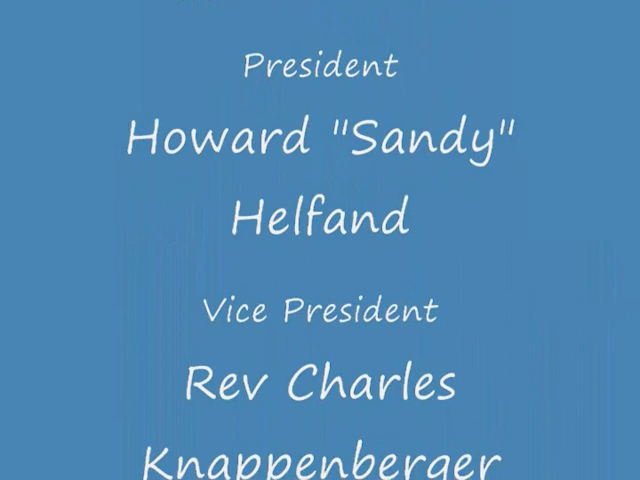 President
Howard "Sandy"
Helfand
Vice President
Rev Charles
Knappenberger